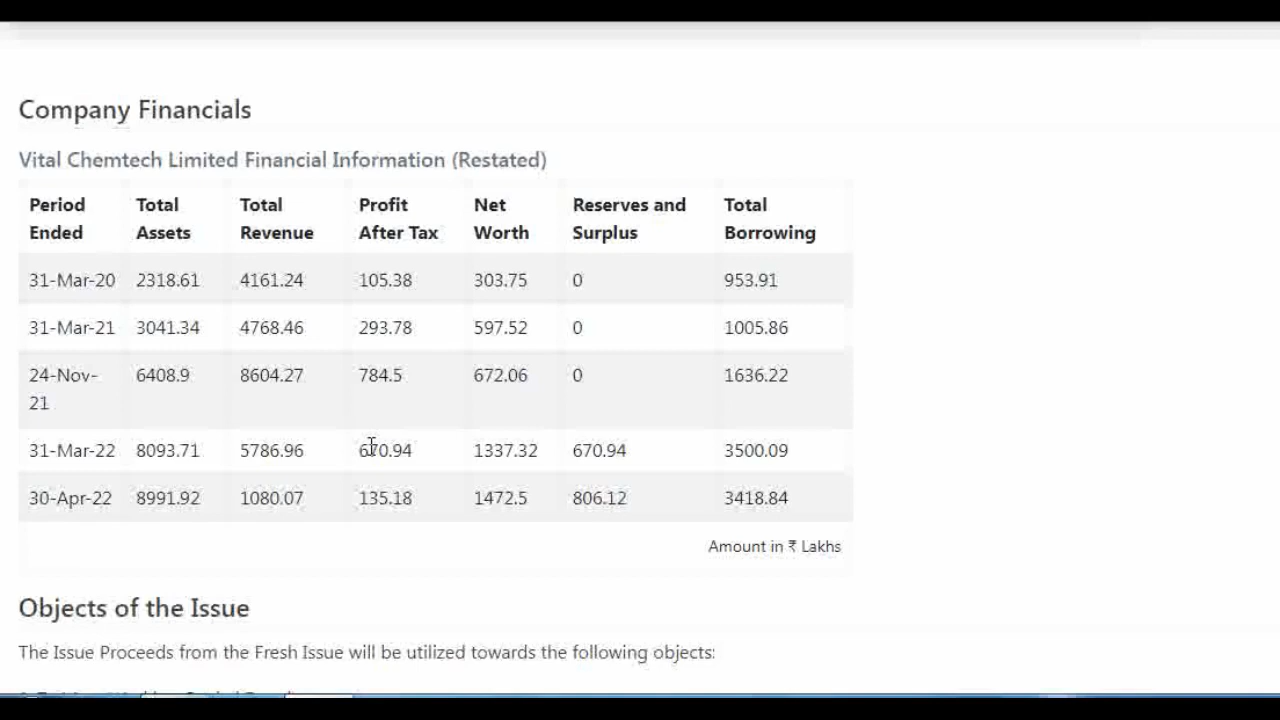 Company Financials
Vital Chemtech Limited Financial Information (Restated)
Period Ended Total Assets Total Revenue Profit After Tax Net Worth Reserves and Surplus Total Borrowing
31-Mar-20 2318.61 4161.24 105.38 303.75 0 953.91
31-Mar-21 3041.34 4768.46 293.78 597.52 0 1005.86
24-Nov-21 6408.9 8604.27 784.5 672.06 0 1636.22
31-Mar-22 8093.71 5786.96 670.94 1337.32 670.94 3500.09
30-Apr-22 8991.92 1080.07 135.18 1472.5 806.12 3418.84
Amount in ₹ Lakhs
Objects of the Issue
The Issue Proceeds from the Fresh Issue will be utilized towards the following objects: